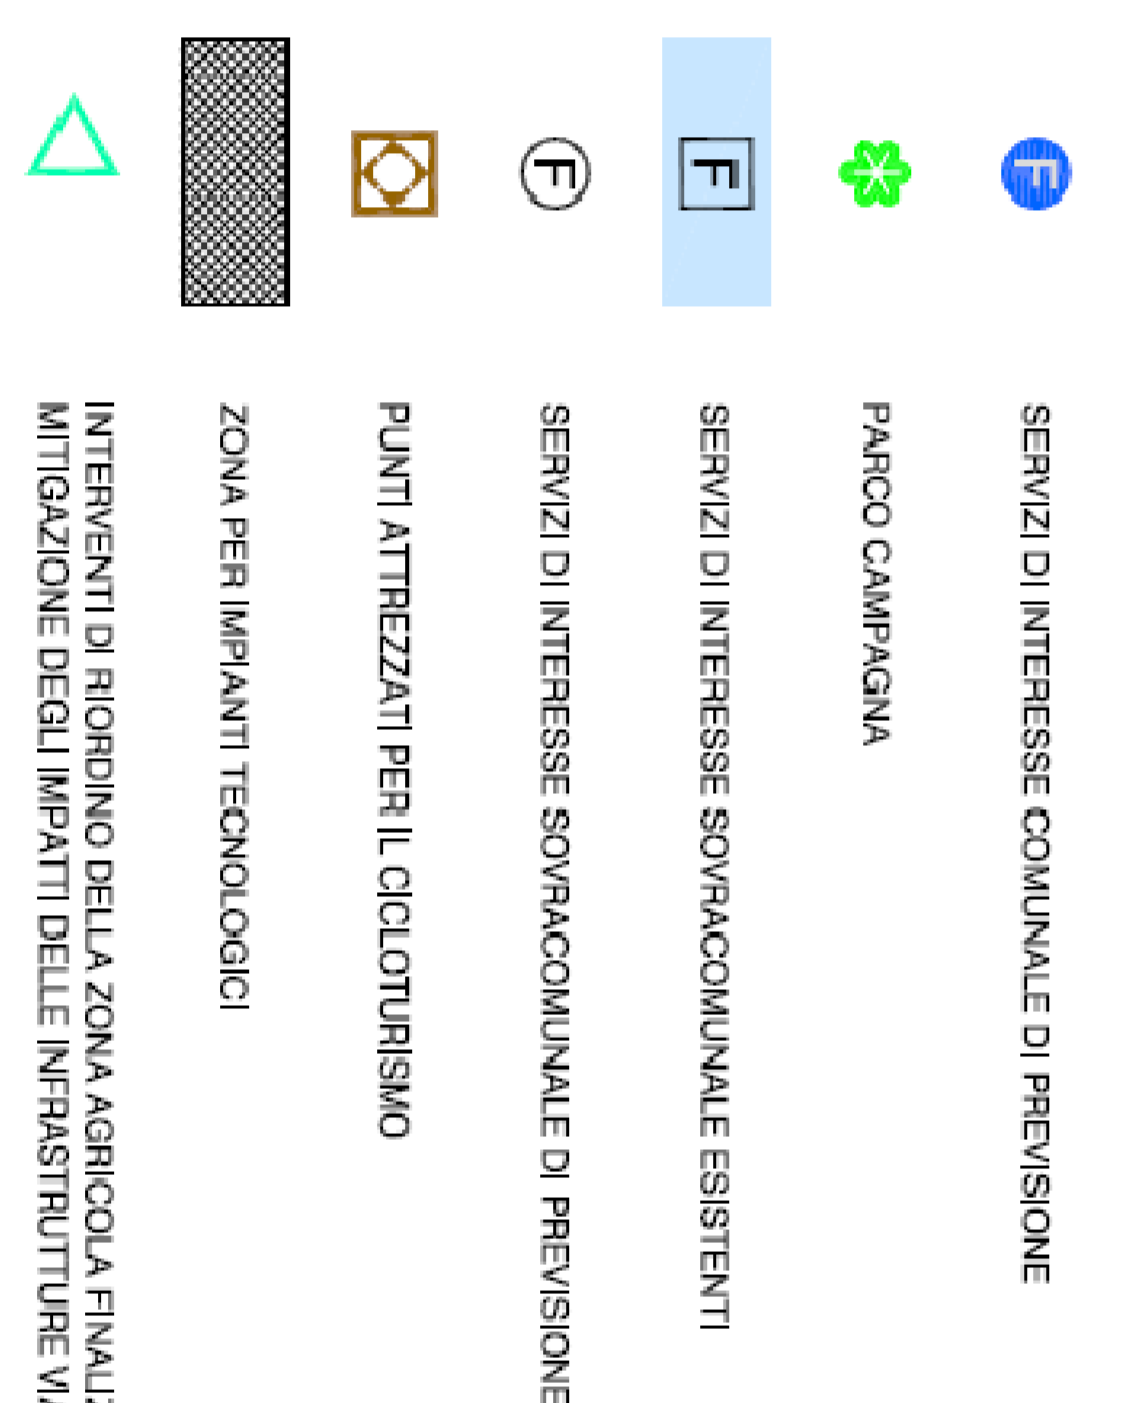 F SERVIZI DI INTERESSE COMUNALE DI PREVISIONE
PARCO CAMPAGNA
F SERVIZI DI INTERESSE SOVRACOMUNALE ESISTENTI
F SERVIZI DI INTERESSE SOVRACOMUNALE DI PREVISIONE
PUNTI ATTREZZATI PER IL CICLOTURISMO
ZONA PER IMPIANTI TECNOLOGICI
INTERVENTI DI RIORDINO DELLA ZONA AGRICOLA
MITIGAZIONE DEGLI IMPATTI DELLE INFRASTRUTTURE